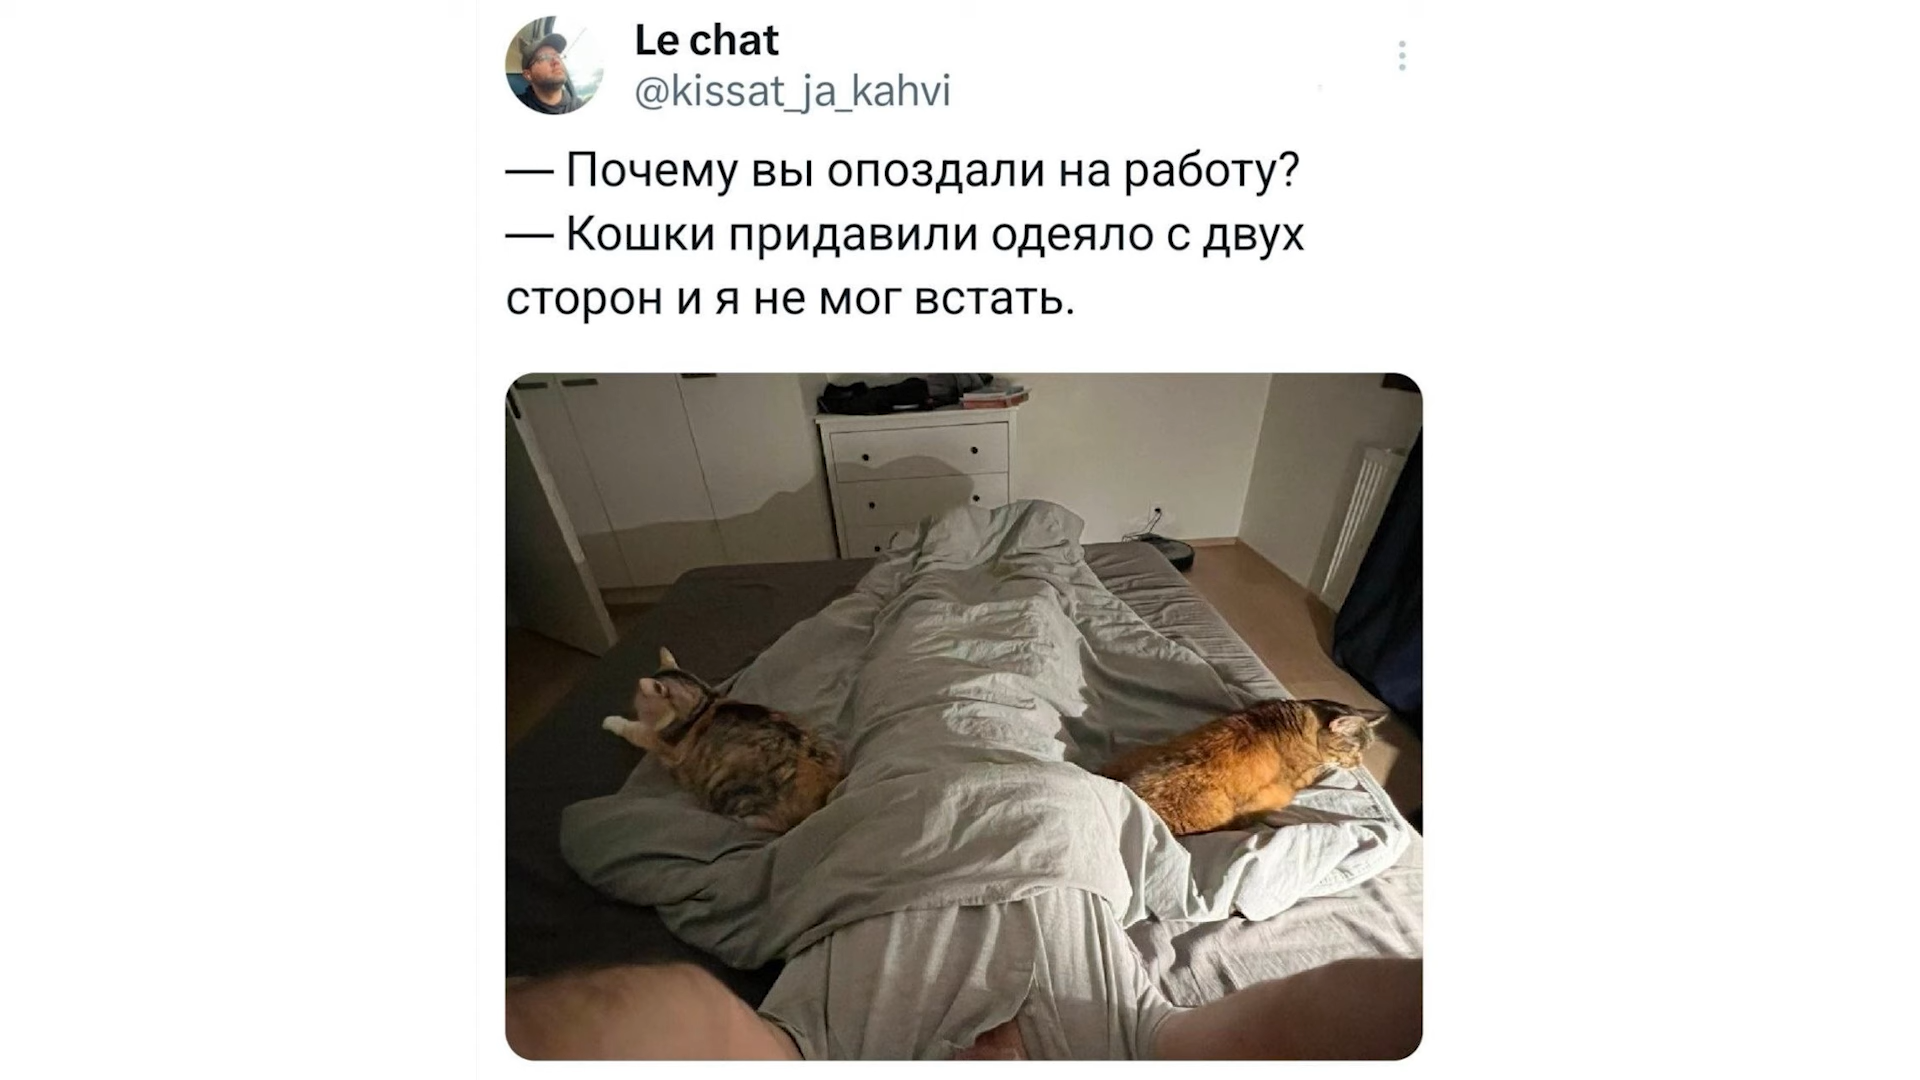 Le chat
@kissat_ja_kahvi
— Почему вы опоздали на работу?
— Кошки придавили одеяло с двух
сторон и я не мог встать.